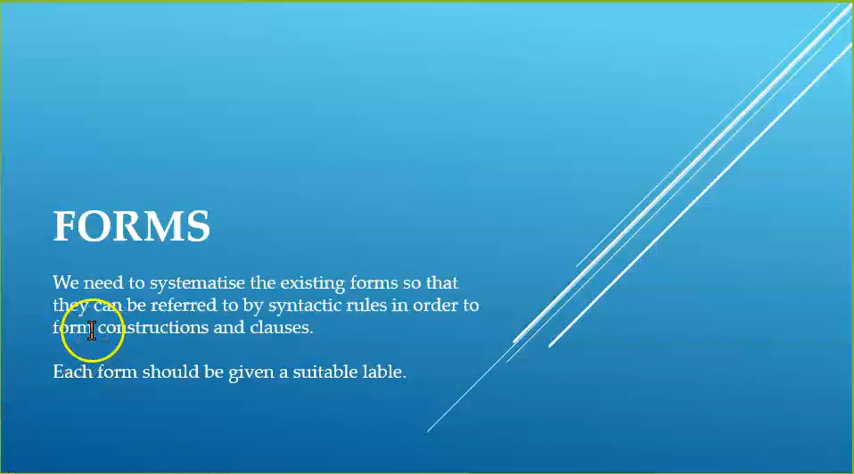 FORMS
We need to systematise the existing forms so that
they can be referred to by syntactic rules in order to
form constructions and clauses.
Each form should be given a suitable lable.